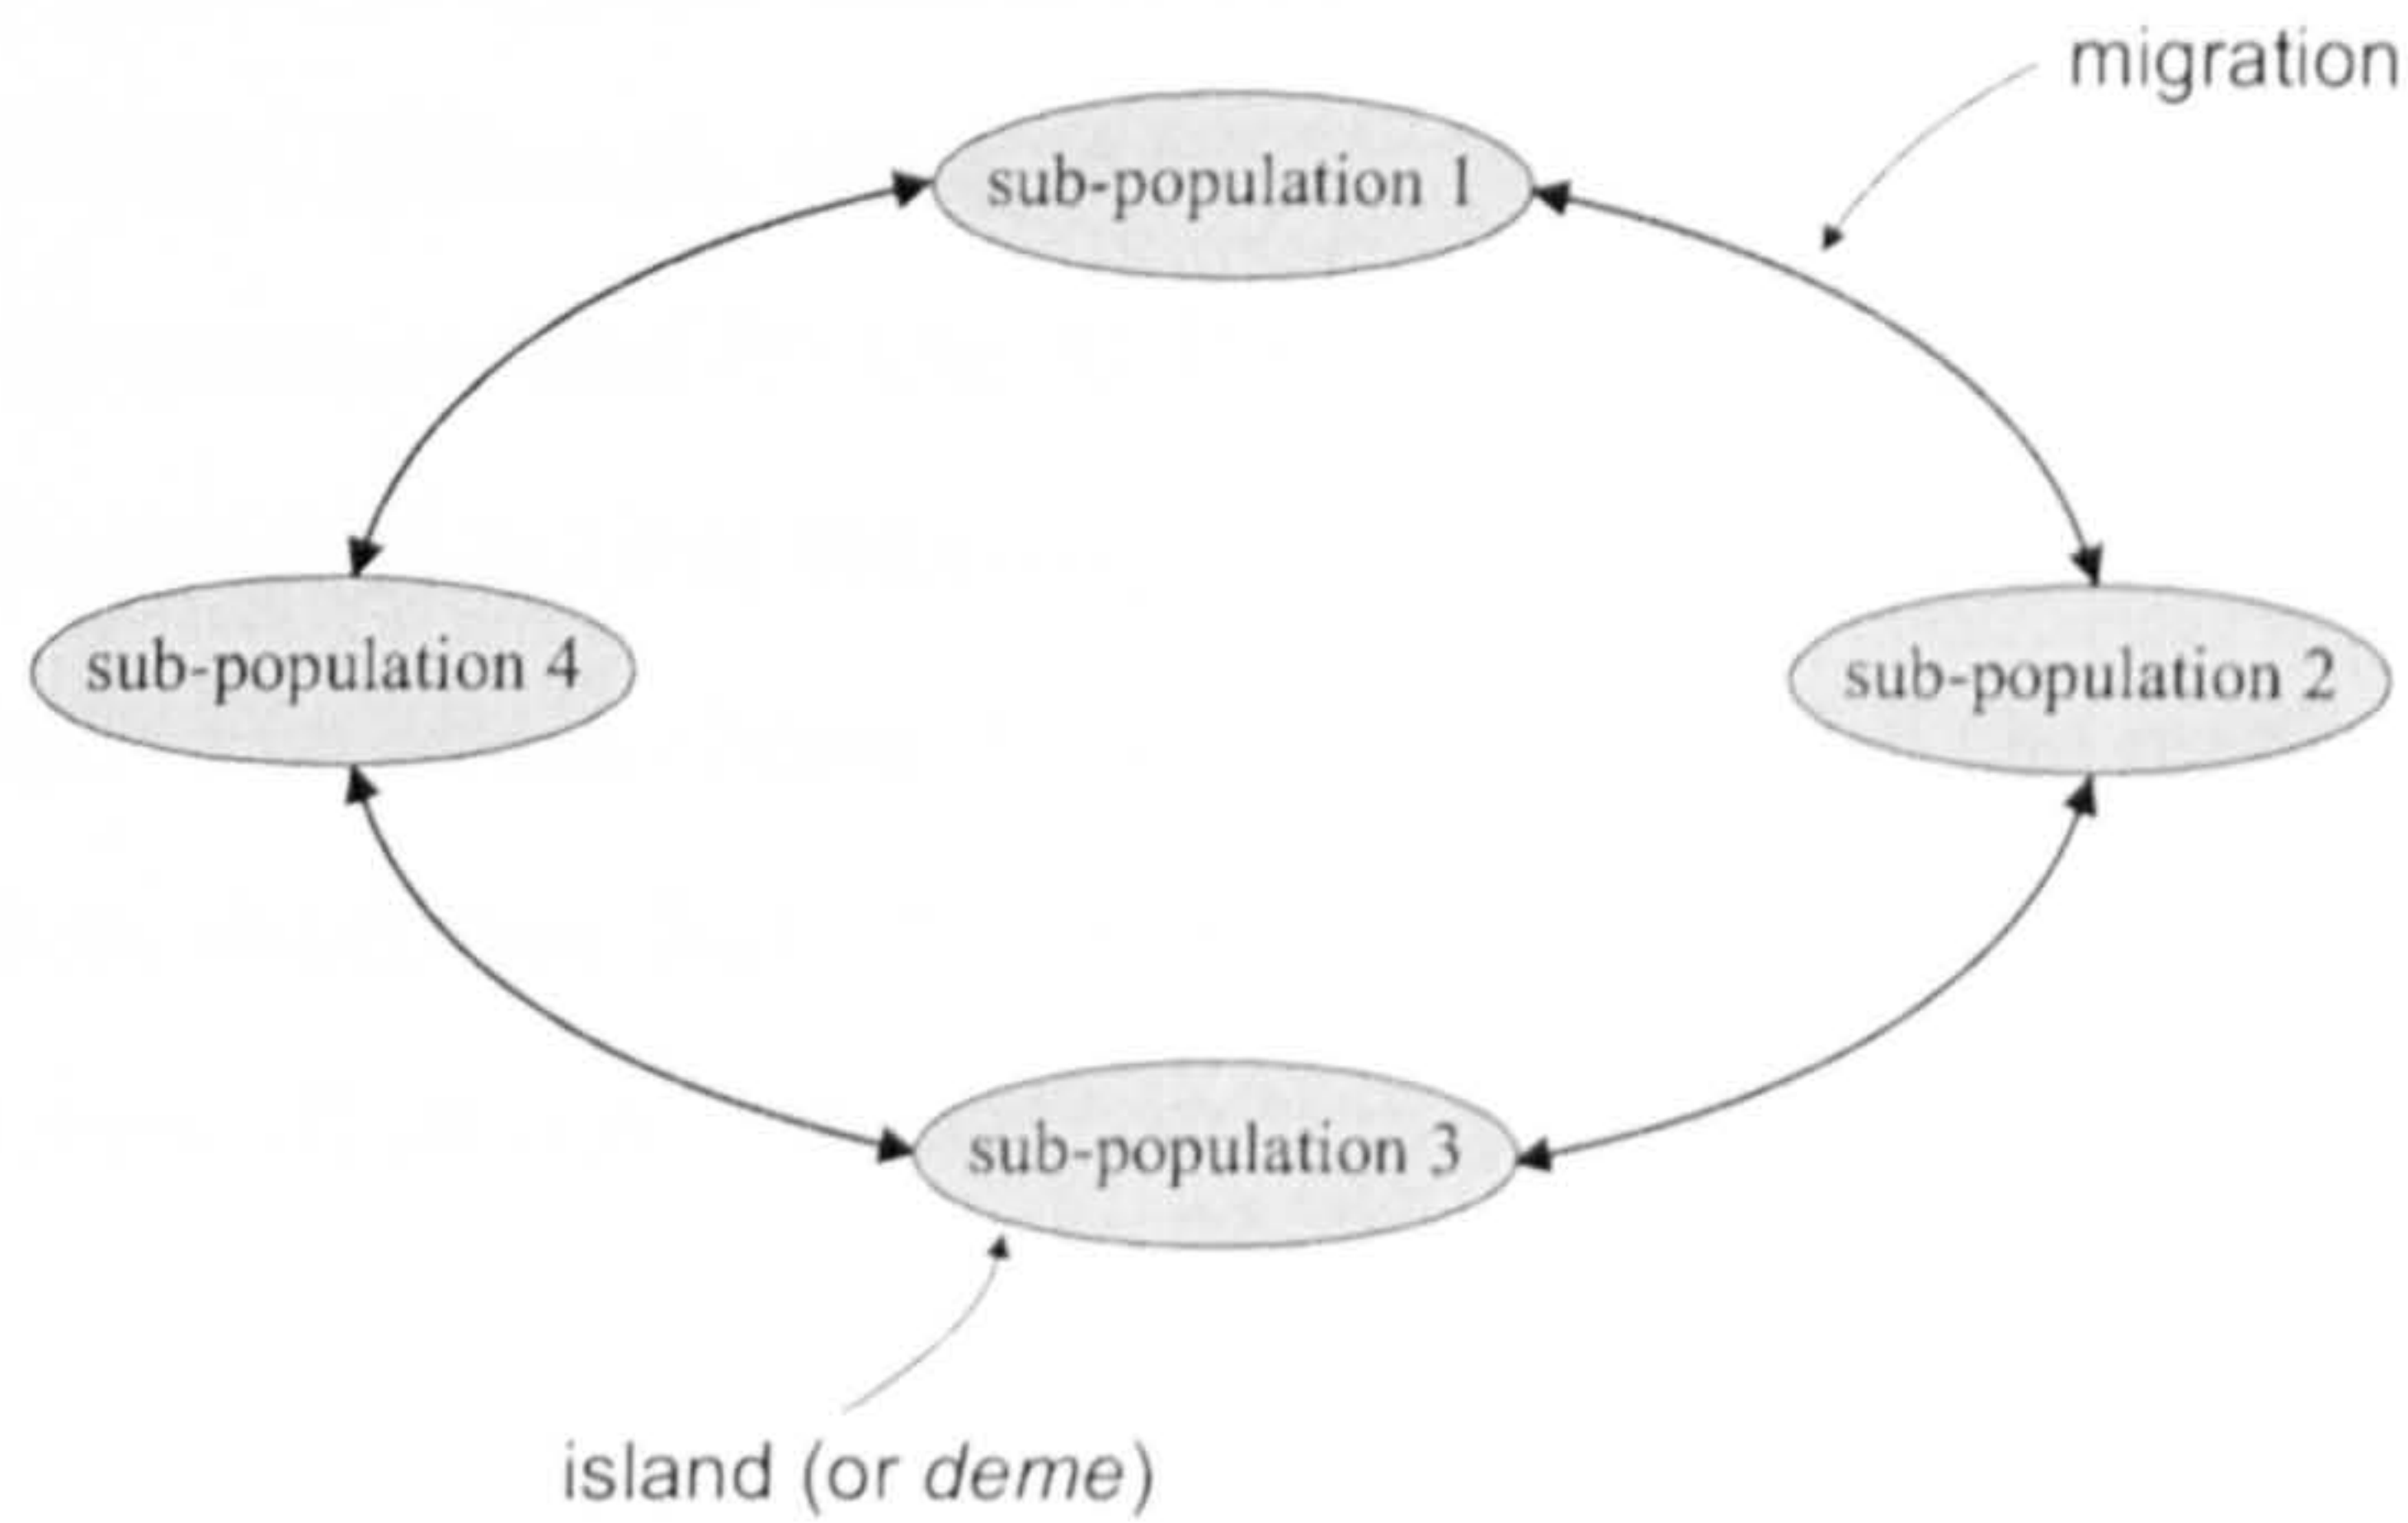 migration
sub-population 1
sub-population 4
sub-population 2
sub-population 3
island (or deme)